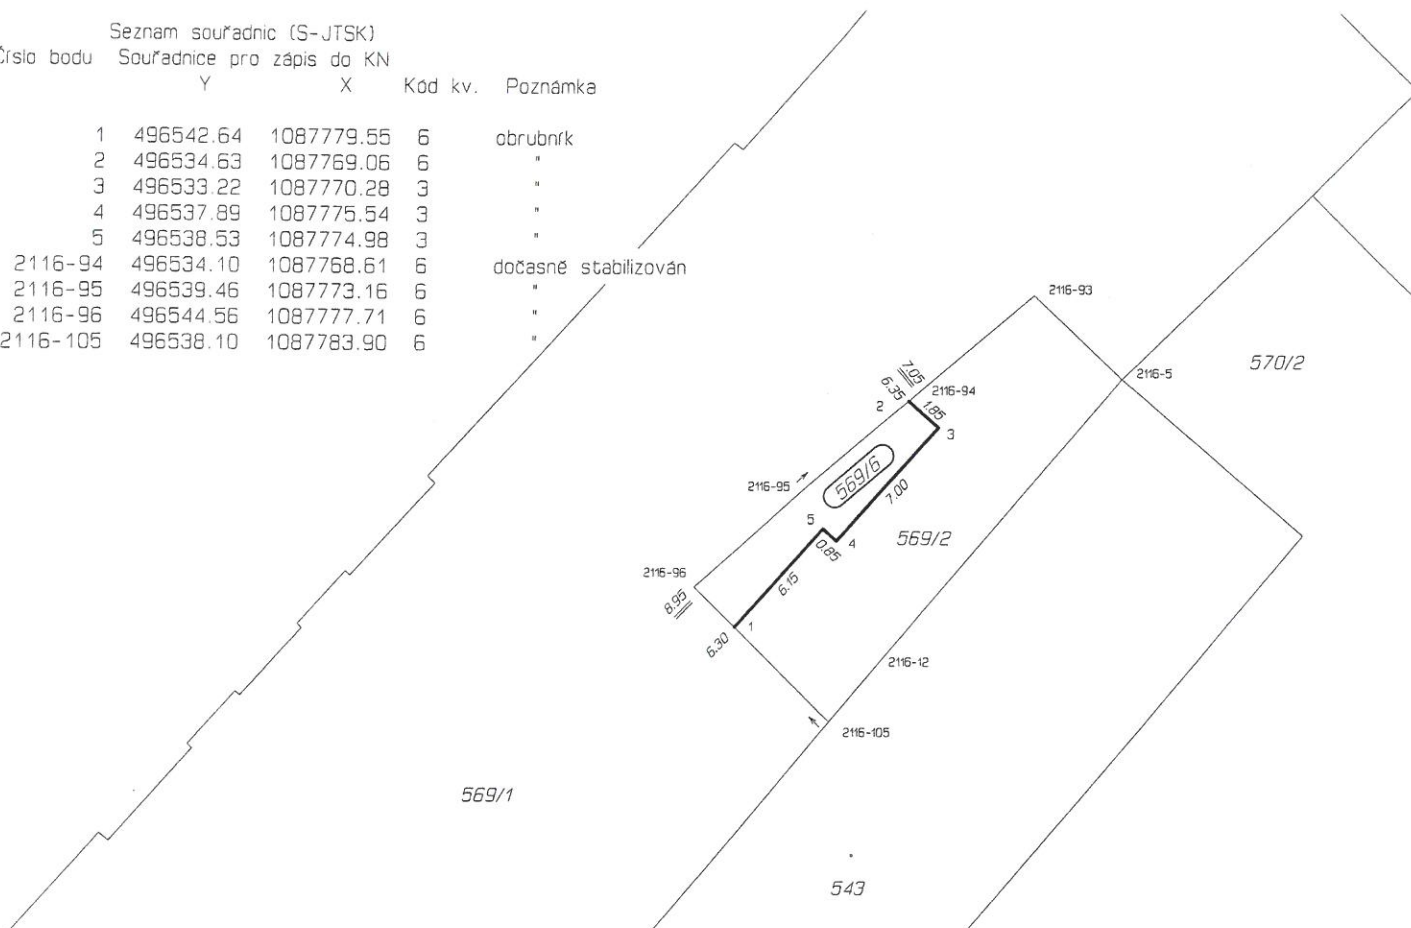 Seznam souřadnic (S-JTSK)
Číslo bodu Souřadnice pro zápis do KN
Y X Kód kv. Poznámka
1 496542.64 1087779.55 6 obrubník
2 496534.63 1087769.06 6 "
3 496533.22 1087770.28 3 "
4 496537.89 1087775.54 3 "
5 496538.53 1087774.98 3 "
2116-94 496534.10 1087768.61 6 dočasně stabilizován
2116-95 496539.46 1087773.16 6 "
2116-96 496544.56 1087777.71 6 "
2116-105 496538.10 1087783.90 6 "
2116-93
570/2
2116-5
7.05
6.35
2116-94
2
1.85
3
569/6
2116-95
7.00
5
569/2
4
0.85
2116-96
6.15
8.95
1
6.30
2116-12
2116-105
569/1
543